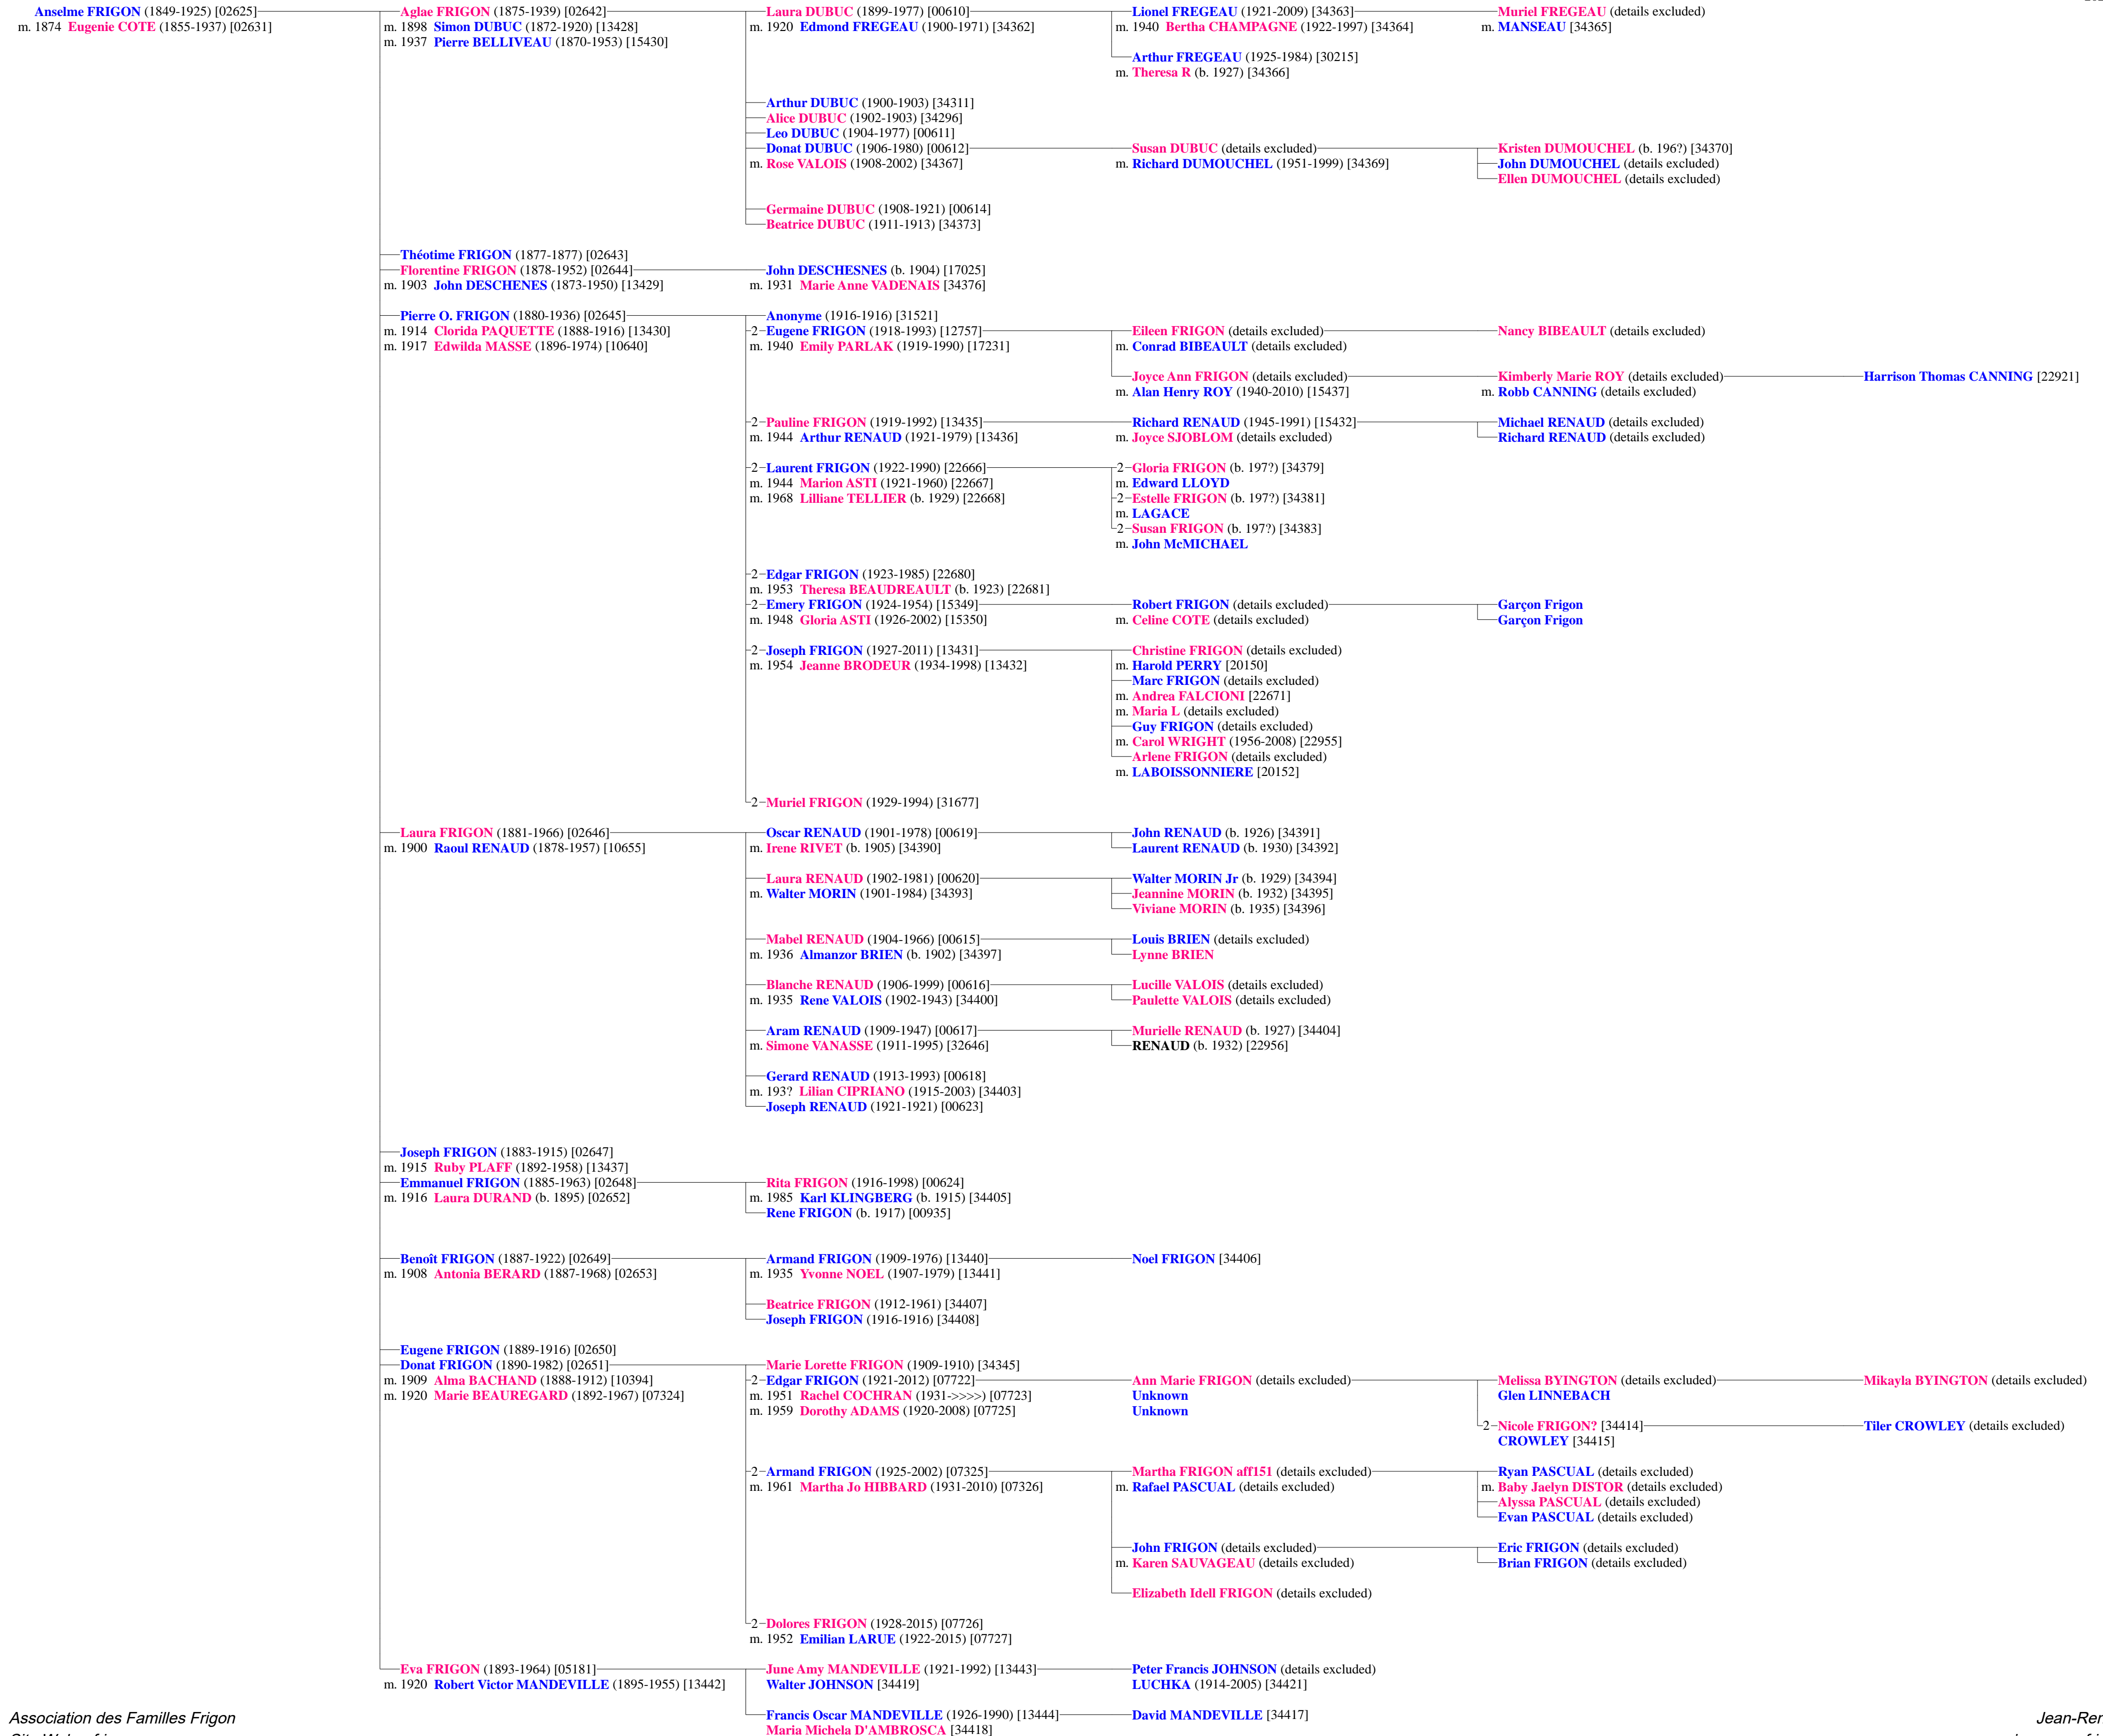 Anselme FRIGON (1849-1925) [02625]
m. 1874 Eugenie COTE (1855-1937) [02631]
Aglae FRIGON (1875-1939) [02642]
m. 1898 Simon DUBUC (1872-1920) [13428]
m. 1937 Pierre BELLIVEAU (1870-1953) [15430]
Laura DUBUC (1899-1977) [00610]
m. 1920 Edmond FREGEAU (1900-1971) [34362]
Lionel FREGEAU (1921-2009) [34363]
m. 1940 Bertha CHAMPAGNE (1922-1997) [34364]
Muriel FREGEAU (details excluded)
m. MANSEAU [34365]
Arthur FREGEAU (1925-1984) [30215]
m. Theresa R (b. 1927) [34366]
Arthur DUBUC (1900-1903) [34311]
Alice DUBUC (1902-1903) [34296]
Leo DUBUC (1904-1977) [00611]
Donat DUBUC (1906-1980) [00612]
m. Rose VALOIS (1908-2002) [34367]
Susan DUBUC (details excluded)
m. Richard DUMOUCHEL (1951-1999) [34369]
Kristen DUMOUCHEL (b. 196?) [34370]
John DUMOUCHEL (details excluded)
Ellen DUMOUCHEL (details excluded)
Germaine DUBUC (1908-1921) [00614]
Beatrice DUBUC (1911-1913) [34373]
Théotime FRIGON (1877-1877) [02643]
Florentine FRIGON (1878-1952) [02644]
m. 1903 John DESCHENES (1873-1950) [13429]
John DESCHESNES (b. 1904) [17025]
m. 1931 Marie Anne VADENAIS [34376]
Pierre O. FRIGON (1880-1936) [02645]
m. 1914 Clorida PAQUETTE (1888-1916) [13430]
m. 1917 Edwilda MASSE (1896-1974) [10640]
Anonyme (1916-1916) [31521]
2 Eugene FRIGON (1918-1993) [12757]
m. 1940 Emily PARLAK (1919-1990) [17231]
Eileen FRIGON (details excluded)
m. Conrad BIBEAULT (details excluded)
Nancy BIBEAULT (details excluded)
Joyce Ann FRIGON (details excluded)
m. Alan Henry ROY (1940-2010) [15437]
Kimberly Marie ROY (details excluded)
m. Robb CANNING (details excluded)
Harrison Thomas CANNING [22921]
2 Pauline FRIGON (1919-1992) [13435]
m. 1944 Arthur RENAUD (1921-1979) [13436]
Richard RENAUD (1945-1991) [15432]
m. Joyce SJOBLOM (details excluded)
Michael RENAUD (details excluded)
Richard RENAUD (details excluded)
2 Laurent FRIGON (1922-1990) [22666]
m. 1944 Marion ASTI (1921-1960) [22667]
m. 1968 Lilliane TELLIER (b. 1929) [22668]
2 Gloria FRIGON (b. 197?) [34379]
m. Edward LLOYD
2 Estelle FRIGON (b. 197?) [34381]
m. LAGACE
2 Susan FRIGON (b. 197?) [34383]
m. John McMICHAEL
2 Edgar FRIGON (1923-1985) [22680]
m. 1953 Theresa BEAUDREAULT (b. 1923) [22681]
2 Emery FRIGON (1924-1954) [15349]
m. 1948 Gloria ASTI (1926-2002) [15350]
Robert FRIGON (details excluded)
m. Celine COTE (details excluded)
Garçon Frigon
Garçon Frigon
2 Joseph FRIGON (1927-2011) [13431]
m. 1954 Jeanne BRODEUR (1934-1998) [13432]
Christine FRIGON (details excluded)
m. Harold PERRY [20150]
Marc FRIGON (details excluded)
m. Andrea FALCIONI [22671]
m. Maria L (details excluded)
Guy FRIGON (details excluded)
m. Carol WRIGHT (1956-2008) [22955]
Arlene FRIGON (details excluded)
m. LABOISSONNIERE [20152]
2 Muriel FRIGON (1929-1994) [31677]
Laura FRIGON (1881-1966) [02646]
m. 1900 Raoul RENAUD (1878-1957) [10655]
Oscar RENAUD (1901-1978) [00619]
m. Irene RIVET (b. 1905) [34390]
John RENAUD (b. 1926) [34391]
Laurent RENAUD (b. 1930) [34392]
Laura RENAUD (1902-1981) [00620]
m. Walter MORIN (1901-1984) [34393]
Walter MORIN Jr (b. 1929) [34394]
Jeannine MORIN (b. 1932) [34395]
Viviane MORIN (b. 1935) [34396]
Mabel RENAUD (1904-1966) [00615]
m. 1936 Almanzor BRIEN (b. 1902) [34397]
Louis BRIEN (details excluded)
Lynne BRIEN
Blanche RENAUD (1906-1999) [00616]
m. 1935 Rene VALOIS (1902-1943) [34400]
Lucille VALOIS (details excluded)
Paulette VALOIS (details excluded)
Aram RENAUD (1909-1947) [00617]
m. Simone VANASSE (1911-1995) [32646]
Murielle RENAUD (b. 1927) [34404]
RENAUD (b. 1932) [22956]
Gerard RENAUD (1913-1993) [00618]
m. 193? Lilian CIPRIANO (1915-2003) [34403]
Joseph RENAUD (1921-1921) [00623]
Joseph FRIGON (1883-1915) [02647]
m. 1915 Ruby PLAFF (1892-1958) [13437]
Emmanuel FRIGON (1885-1963) [02648]
m. 1916 Laura DURAND (b. 1895) [02652]
Rita FRIGON (1916-1998) [00624]
m. 1985 Karl KLINGBERG (b. 1915) [34405]
Rene FRIGON (b. 1917) [00935]
Benoît FRIGON (1887-1922) [02649]
m. 1908 Antonia BERARD (1887-1968) [02653]
Armand FRIGON (1909-1976) [13440]
m. 1935 Yvonne NOEL (1907-1979) [13441]
Noel FRIGON [34406]
Beatrice FRIGON (1912-1961) [34407]
Joseph FRIGON (1916-1916) [34408]
Eugene FRIGON (1889-1916) [02650]
Donat FRIGON (1890-1982) [02651]
m. 1909 Alma BACHAND (1888-1912) [10394]
m. 1920 Marie BEAUREGARD (1892-1967) [07324]
Marie Lorette FRIGON (1909-1910) [34345]
2 Edgar FRIGON (1921-2012) [07722]
m. 1951 Rachel COCHRAN (1931->>>>) [07723]
m. 1959 Dorothy ADAMS (1920-2008) [07725]
Ann Marie FRIGON (details excluded)
Unknown
Unknown
Melissa BYINGTON (details excluded)
Glen LINNEBACH
Mikayla BYINGTON (details excluded)
2 Nicole FRIGON? [34414]
CROWLEY [34415]
Tiler CROWLEY (details excluded)
2 Armand FRIGON (1925-2002) [07325]
m. 1961 Martha Jo HIBBARD (1931-2010) [07326]
Martha FRIGON aff151 (details excluded)
m. Rafael PASCUAL (details excluded)
Ryan PASCUAL (details excluded)
m. Baby Jaelyn DISTOR (details excluded)
Alyssa PASCUAL (details excluded)
Evan PASCUAL (details excluded)
John FRIGON (details excluded)
m. Karen SAUVAGEAU (details excluded)
Eric FRIGON (details excluded)
Brian FRIGON (details excluded)
Elizabeth Idell FRIGON (details excluded)
2 Dolores FRIGON (1928-2015) [07726]
m. 1952 Emilian LARUE (1922-2015) [07727]
Eva FRIGON (1893-1964) [05181]
m. 1920 Robert Victor MANDEVILLE (1895-1955) [13442]
June Amy MANDEVILLE (1921-1992) [13443]
Walter JOHNSON [34419]
Peter Francis JOHNSON (details excluded)
LUCHKA (1914-2005) [34421]
Francis Oscar MANDEVILLE (1926-1990) [13444]
Maria Michela D'AMBROSCA [34418]
David MANDEVILLE [34417]
Association des Familles Frigon
Jean-Rer